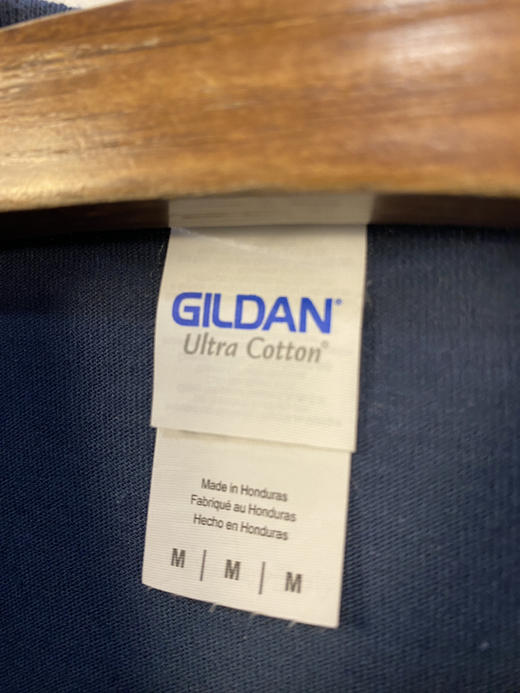 GILDAN®
Ultra Cotton®
Made in Honduras
Fabriqué au Honduras
Hecho en Honduras
M | M | M